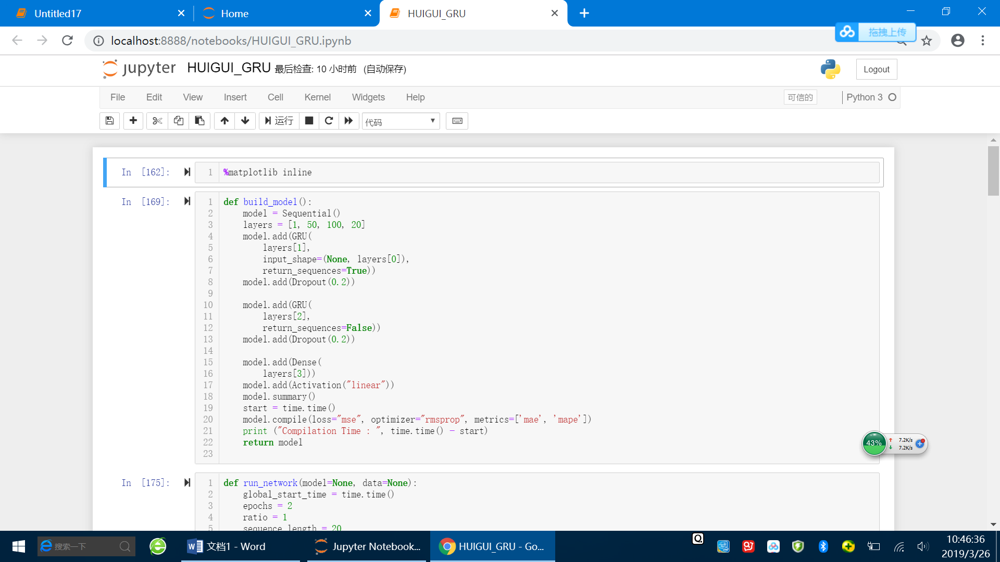 Untitled17
Home
HUIGUI_GRU
localhost:8888/notebooks/HUIGUI_GRU.ipynb
拖拽上传
jupyter HUIGUI_GRU 最后检查: 10 小时前 (自动保存)
Logout
File Edit View Insert Cell Kernel Widgets Help
可信的
Python 3
运行
代码
In [162]:
1 %matplotlib inline
In [169]:
1 def build_model():
2 model = Sequential()
3 layers = [1, 50, 100, 20]
4 model.add(GRU(
5 layers[1],
6 input_shape=(None, layers[0]),
7 return_sequences=True))
8 model.add(Dropout(0.2))
9
10 model.add(GRU(
11 layers[2],
12 return_sequences=False))
13 model.add(Dropout(0.2))
14
15 model.add(Dense(
16 layers[3]))
17 model.add(Activation("linear"))
18 model.summary()
19 start = time.time()
20 model.compile(loss="mse", optimizer="rmsprop", metrics=['mae', 'mape'])
21 print ("Compilation Time : ", time.time() - start)
22 return model
23
43%
7.2K/s
7.2K/s
In [175]:
1 def run_network(model=None, data=None):
2 global_start_time = time.time()
3 epochs = 2
4 ratio = 1
5 sequence_length = 20
搜索一下
文档1 - Word
Jupyter Notebook...
HUIGUI_GRU - Go...
10:46:36
2019/3/26